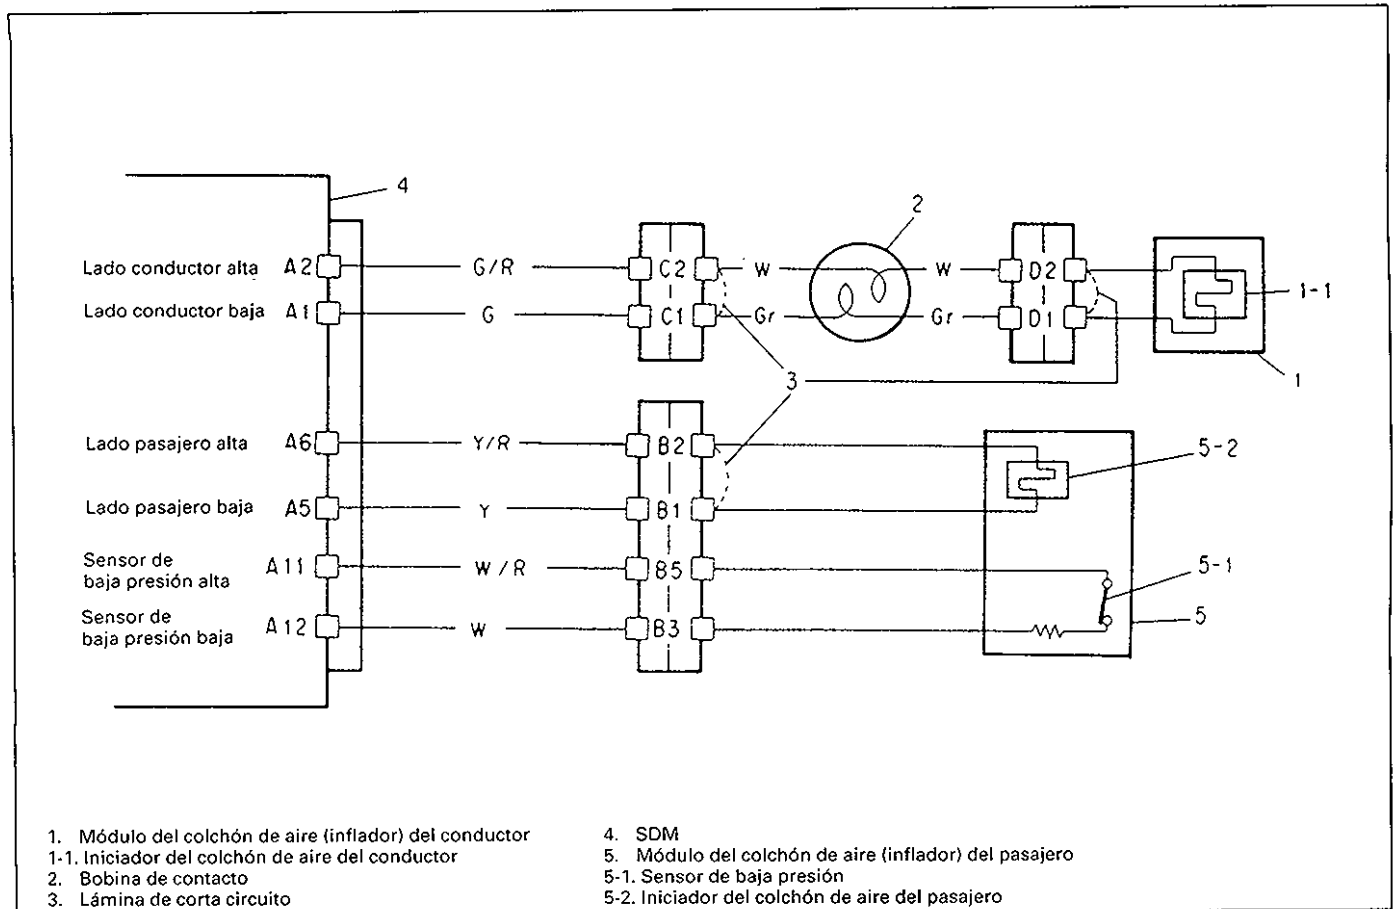 4
2
Lado conductor alta A2 G/R C2 W W D2 1-1
Lado conductor baja A1 G C1 Gr Gr D1
3 1
Lado pasajero alta A6 Y/R B2 5-2
Lado pasajero baja A5 Y B1
Sensor de
baja presión alta A11 W/R B5 5-1
Sensor de
baja presión baja A12 W B3 5
1. Módulo del colchón de aire (inflador) del conductor
1-1. Iniciador del colchón de aire del conductor
2. Bobina de contacto
3. Lámina de corta circuito
4. SDM
5. Módulo del colchón de aire (inflador) del pasajero
5-1. Sensor de baja presión
5-2. Iniciador del colchón de aire del pasajero